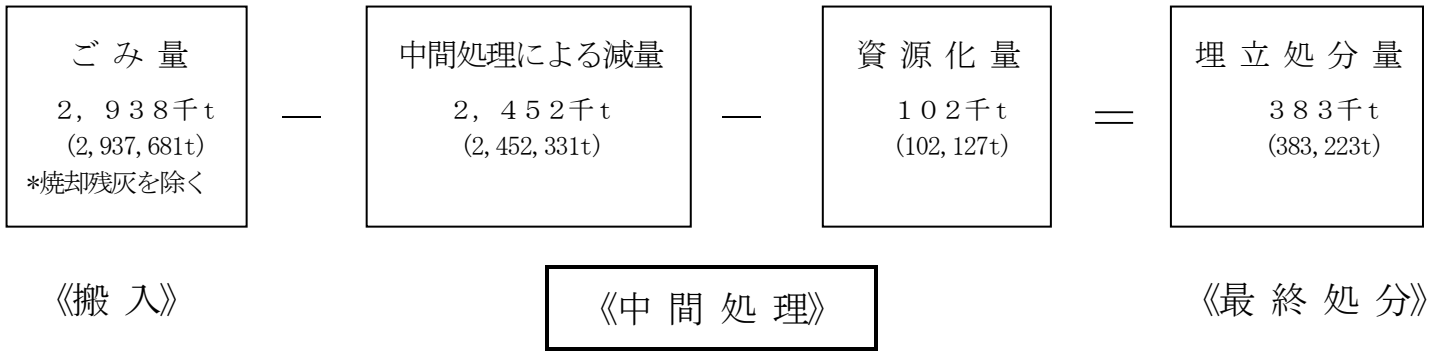 ごみ量
2,938千t
(2,937,681t)
*焼却残灰を除く
―
中間処理による減量
2,452千t
(2,452,331t)
―
資源化量
102千t
(102,127t)
＝
埋立処分量
383千t
(383,223t)
《搬入》
《中間処理》
《最終処分》